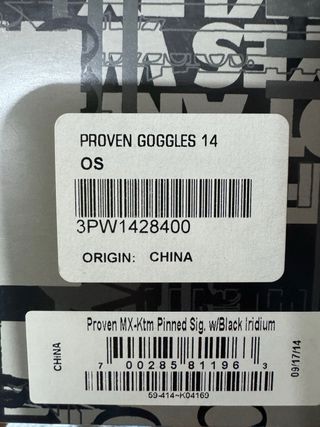 PROVEN GOGGLES 14
OS
3PW1428400
ORIGIN: CHINA
Proven MX-Ktm Pinned Sig. w/Black Iridium
CHINA
7 00285 81196 3
59-414~K04169
09/17/14